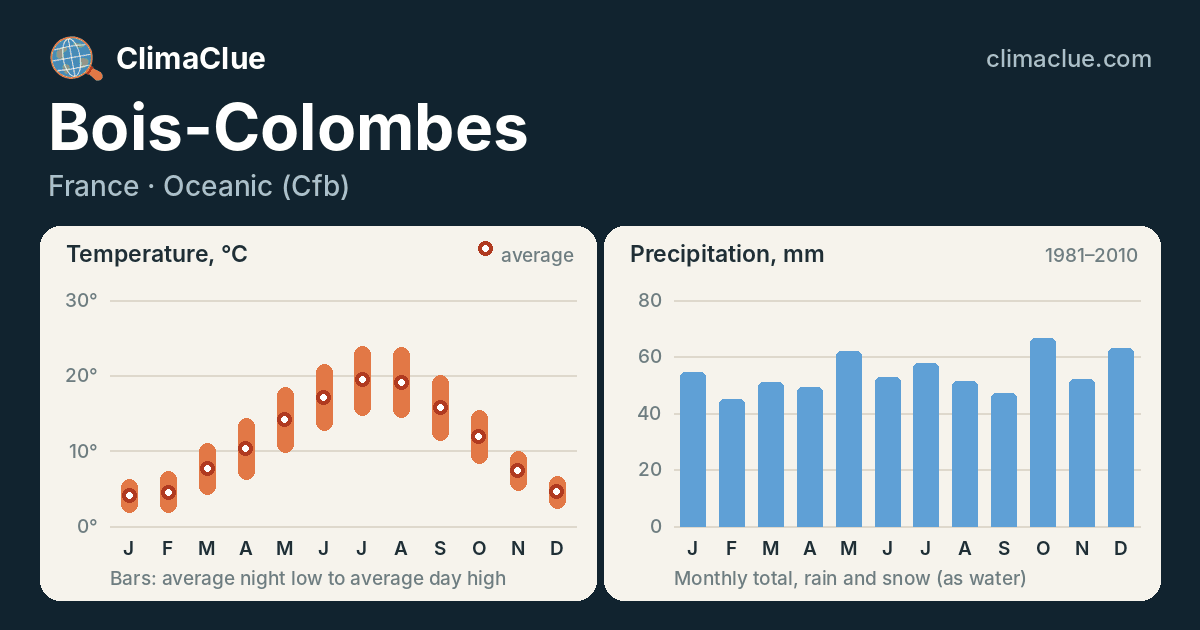 ClimaClue
climaclue.com
Bois-Colombes
France · Oceanic (Cfb)
Temperature, °C
average
30°
20°
10°
0°
J F M A M J J A S O N D
Bars: average night low to average day high
Precipitation, mm
1981–2010
80
60
40
20
0
J F M A M J J A S O N D
Monthly total, rain and snow (as water)